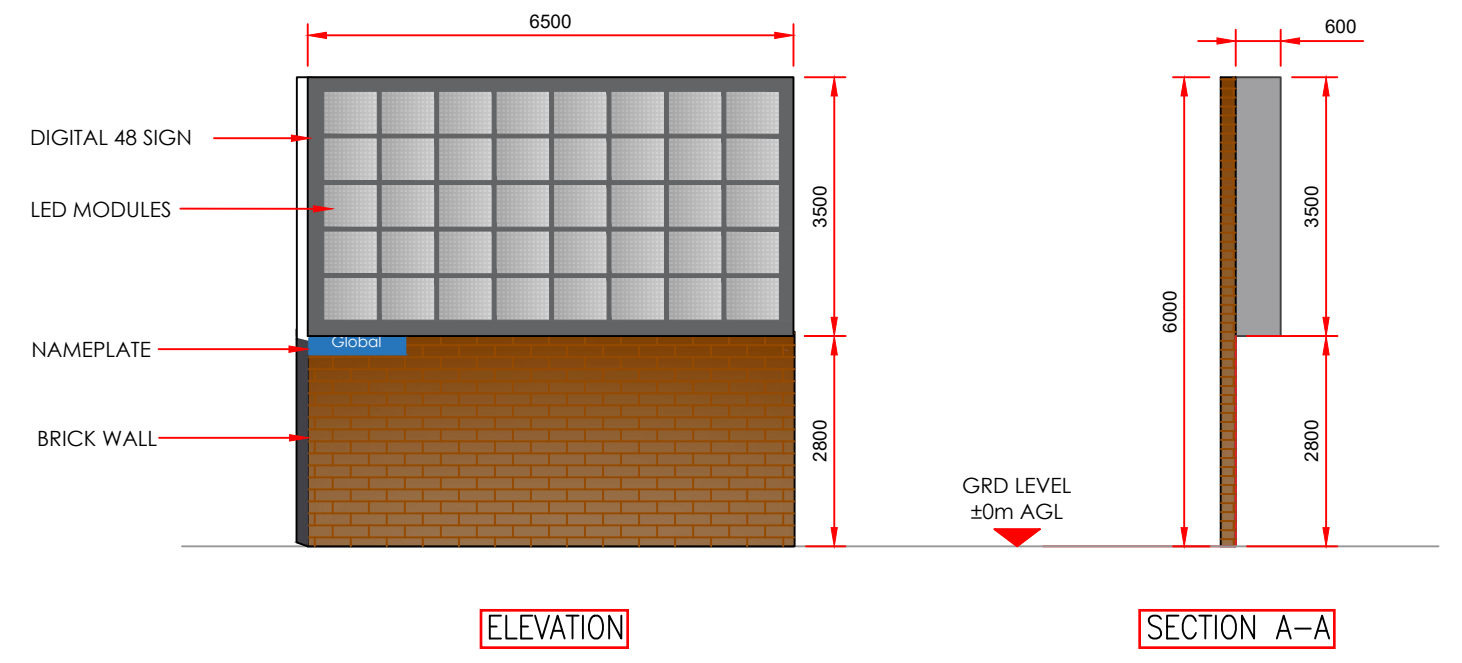 6500
600
DIGITAL 48 SIGN
LED MODULES
3500
3500
6000
NAMEPLATE
Global
BRICK WALL
2800
2800
GRD LEVEL
±0m AGL
ELEVATION
SECTION A-A